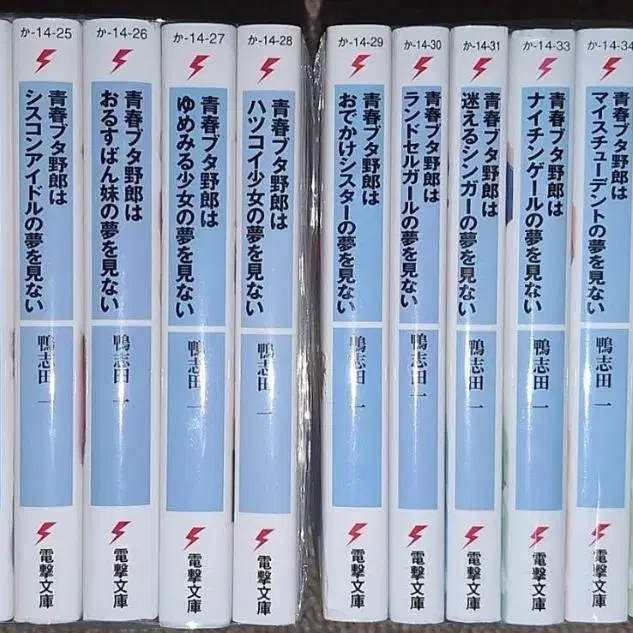 か-14-25
青春ブタ野郎は
シスコンアイドルの夢を見ない
鴨志田 一
電撃文庫
か-14-26
青春ブタ野郎は
おるすばん妹の夢を見ない
鴨志田 一
電撃文庫
か-14-27
青春ブタ野郎は
ゆめみる少女の夢を見ない
鴨志田 一
電撃文庫
か-14-28
青春ブタ野郎は
ハツコイ少女の夢を見ない
鴨志田 一
電撃文庫
か-14-29
青春ブタ野郎は
おでかけシスターの夢を見ない
鴨志田 一
電撃文庫
か-14-30
青春ブタ野郎は
ランドセルガールの夢を見ない
鴨志田 一
電撃文庫
か-14-31
青春ブタ野郎は
迷えるシンガーの夢を見ない
鴨志田 一
電撃文庫
か-14-33
青春ブタ野郎は
ナイチンゲールの夢を見ない
鴨志田 一
電撃文庫
か-14-34
青春ブタ野郎は
マイスチューデントの夢を見ない
鴨志田 一
電撃文庫